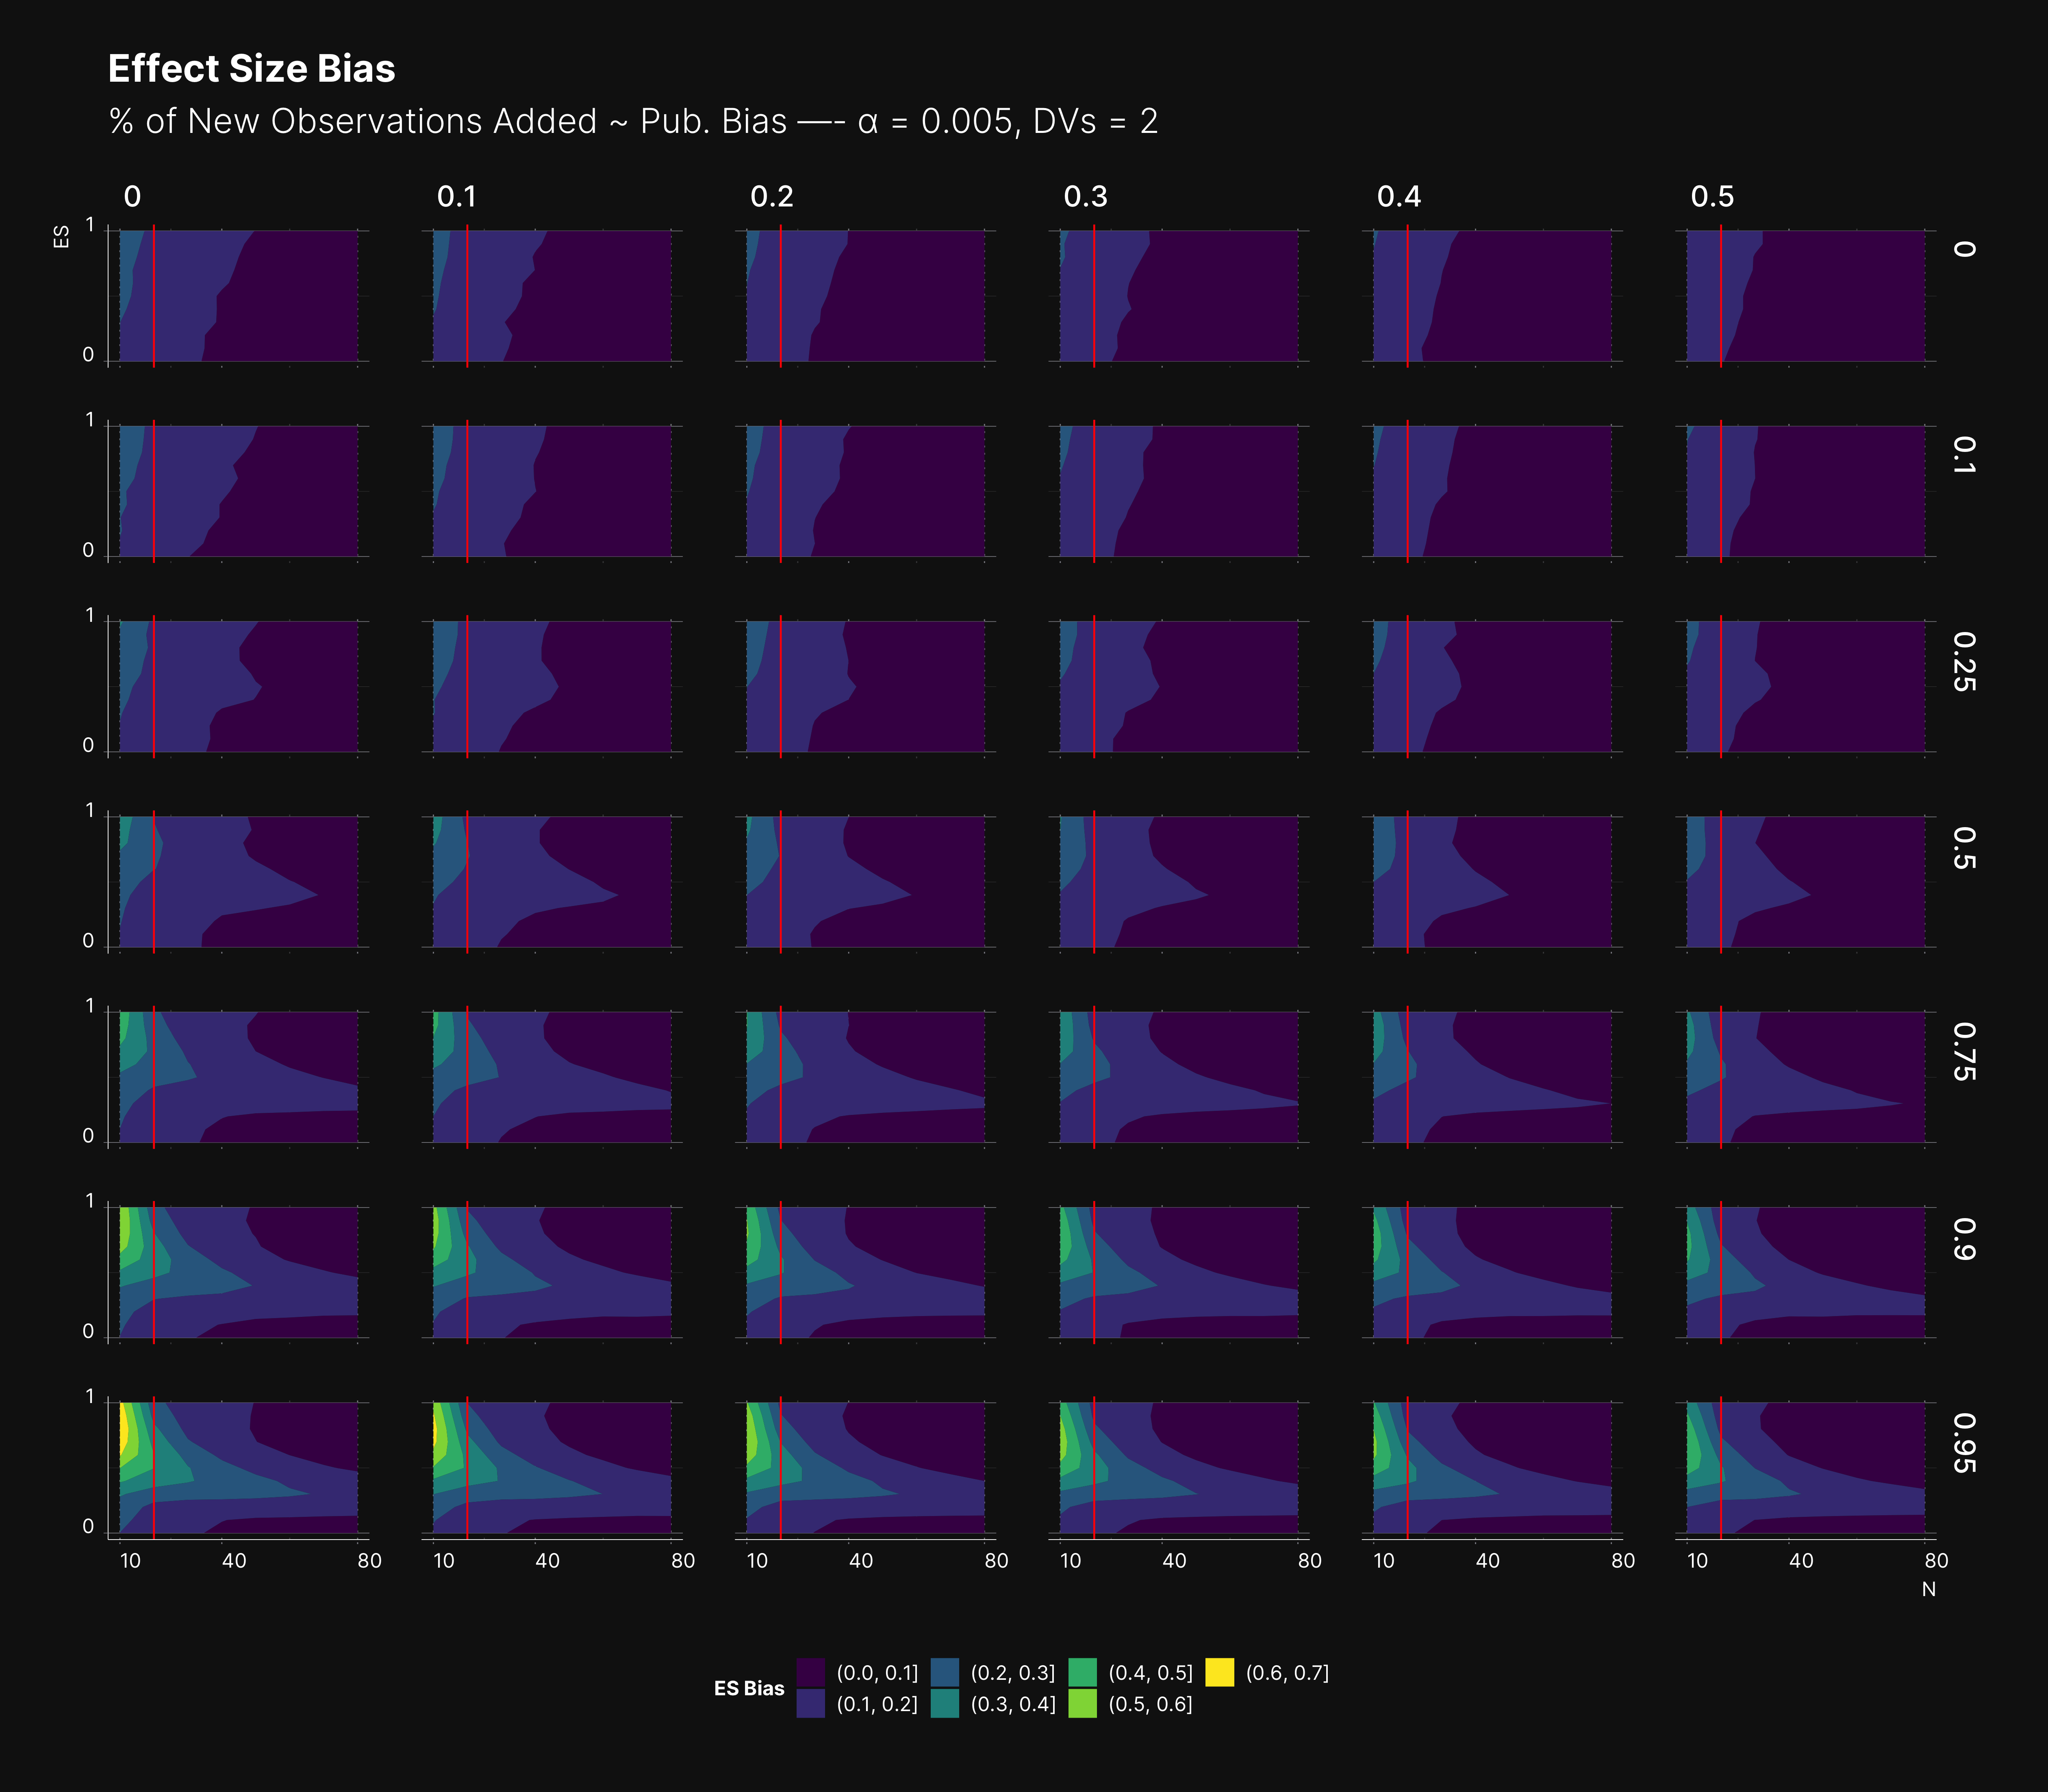 Effect Size Bias
% of New Observations Added ~ Pub. Bias —- α = 0.005, DVs = 2
0 0.1 0.2 0.3 0.4 0.5
ES
1
0
0
1
0
0.1
1
0
0.25
1
0
0.5
1
0
0.75
1
0
0.9
1
0
0.95
10 40 80 10 40 80 10 40 80 10 40 80 10 40 80 10 40 80
N
ES Bias
(0.0, 0.1] (0.2, 0.3] (0.4, 0.5] (0.6, 0.7]
(0.1, 0.2] (0.3, 0.4] (0.5, 0.6]